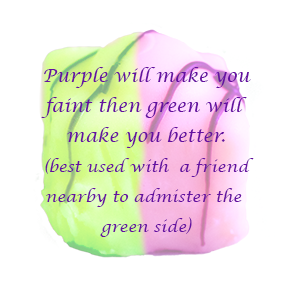 Purple will make you
faint then green will
make you better.
(best used with a friend
nearby to admister the
green side)